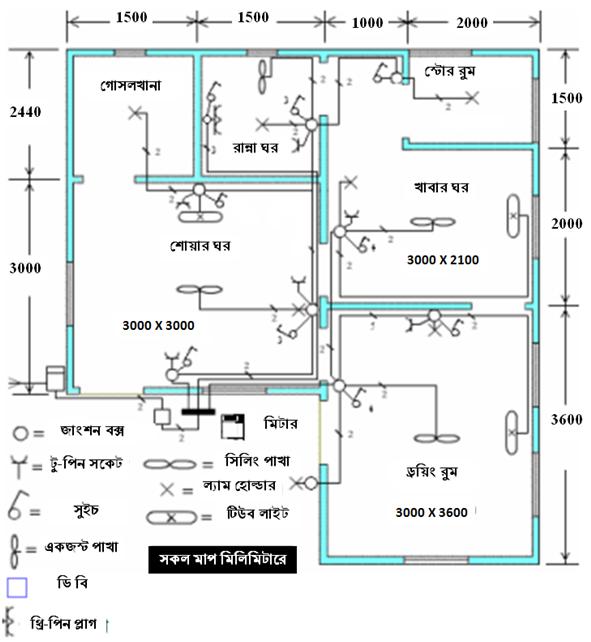 1500 1500 1000 2000
গোসলখানা
রান্না ঘর
স্টোর রুম
2440
1500
খাবার ঘর
শোয়ার ঘর
3000 X 2100
2000
3000
3000 X 3000
3600
ড্রয়িং রুম
3000 X 3600
মিটার
= জাংশন বক্স
= টু-পিন সকেট
= সুইচ
= একজস্ট পাখা
ডি বি
থ্রি-পিন প্লাগ
= সিলিং পাখা
= ল্যাম হোল্ডার
= টিউব লাইট
সকল মাপ মিলিমিটারে